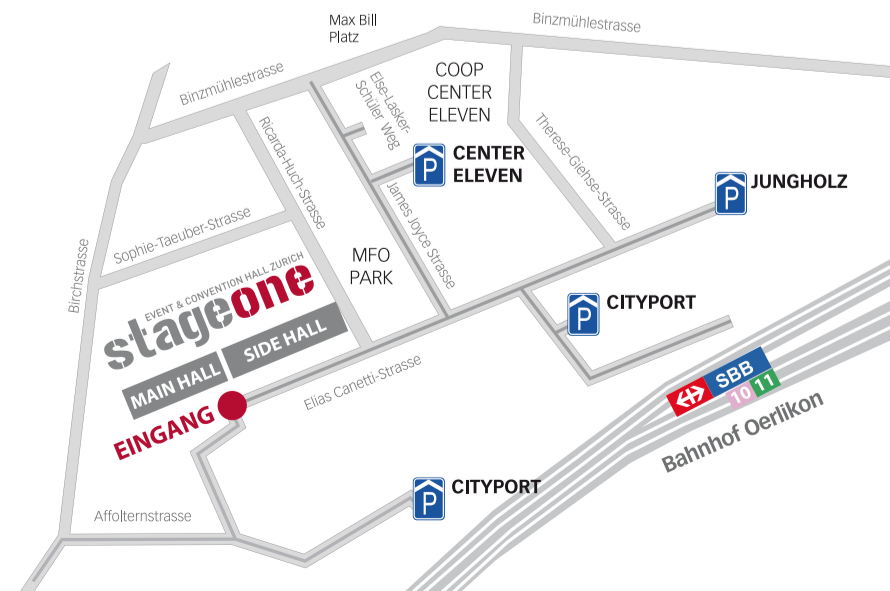 Max Bill
Platz
Binzmühlestrasse
Binzmühlestrasse
COOP
CENTER
ELEVEN
Else-Lasker-
Schüler Weg
P
CENTER
ELEVEN
Ricarda-Huch-Strasse
Therese-Giehse-Strasse
P
JUNGHOLZ
James Joyce Strasse
Sophie-Taeuber-Strasse
Birchstrasse
MFO
PARK
EVENT & CONVENTION HALL ZURICH
stageone
P
CITYPORT
SIDE HALL
MAIN HALL
Elias Canetti-Strasse
SBB
10 11
Bahnhof Oerlikon
EINGANG
P
CITYPORT
Affolternstrasse